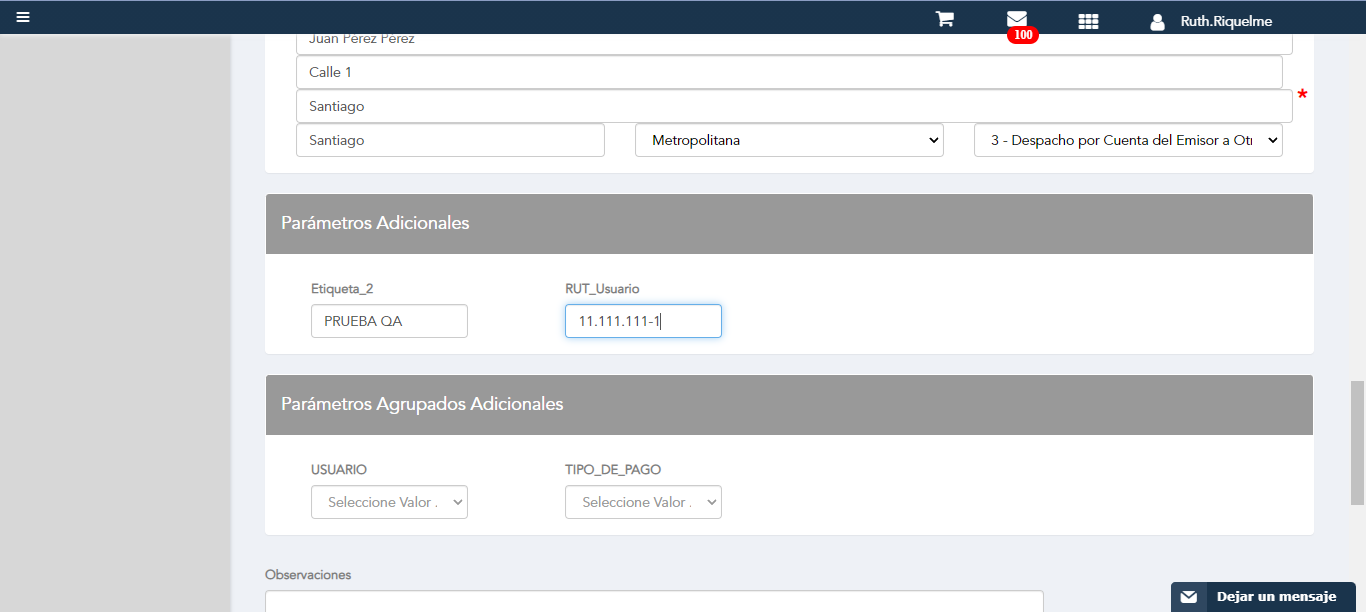 Ruth.Riquelme
100
Juan Perez Perez
Calle 1
Santiago
*
Santiago Metropolitana 3 - Despacho por Cuenta del Emisor a Otr
Parámetros Adicionales
Etiqueta_2 RUT_Usuario
PRUEBA QA 11.111.111-1
Parámetros Agrupados Adicionales
USUARIO TIPO_DE_PAGO
Seleccione Valor . Seleccione Valor .
Observaciones
Dejar un mensaje